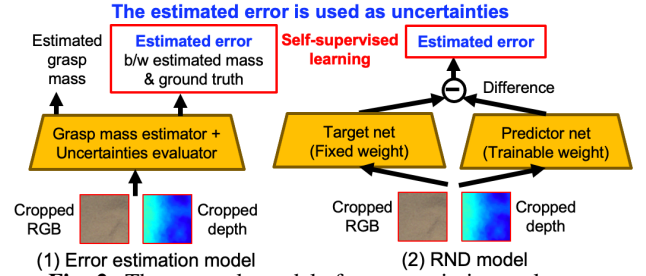 The estimated error is used as uncertainties
Estimated
grasp
mass
Estimated error
b/w estimated mass
& ground truth
Self-supervised
learning
Estimated error
Difference
Grasp mass estimator +
Uncertainties evaluator
Target net
(Fixed weight)
Predictor net
(Trainable weight)
Cropped
RGB
Cropped
depth
Cropped
RGB
Cropped
depth
(1) Error estimation model
(2) RND model